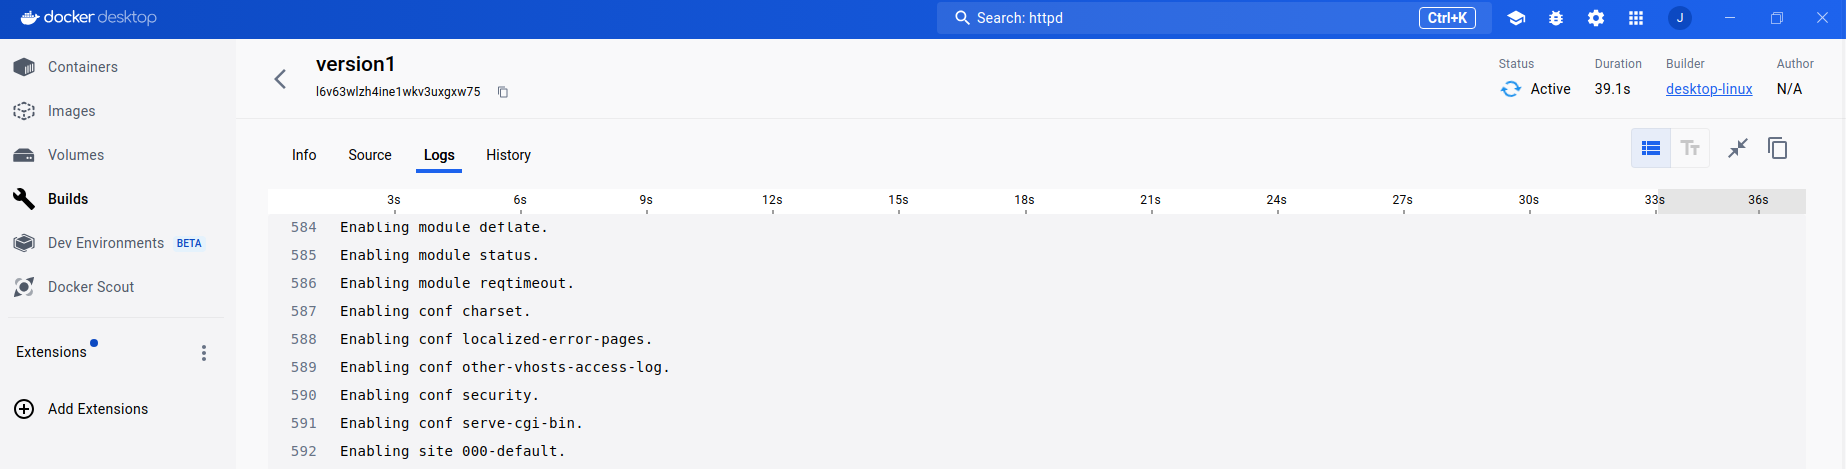 docker desktop
Search: httpd
Ctrl+K
J
Containers
Images
Volumes
Builds
Dev Environments BETA
Docker Scout
Extensions
Add Extensions
version1
l6v63wlzh4ine1wkv3uxgxw75
Status
Active
Duration
39.1s
Builder
desktop-linux
Author
N/A
Info Source Logs History
Tт
3s 6s 9s 12s 15s 18s 21s 24s 27s 30s 33s 36s
584 Enabling module deflate.
585 Enabling module status.
586 Enabling module reqtimeout.
587 Enabling conf charset.
588 Enabling conf localized-error-pages.
589 Enabling conf other-vhosts-access-log.
590 Enabling conf security.
591 Enabling conf serve-cgi-bin.
592 Enabling site 000-default.